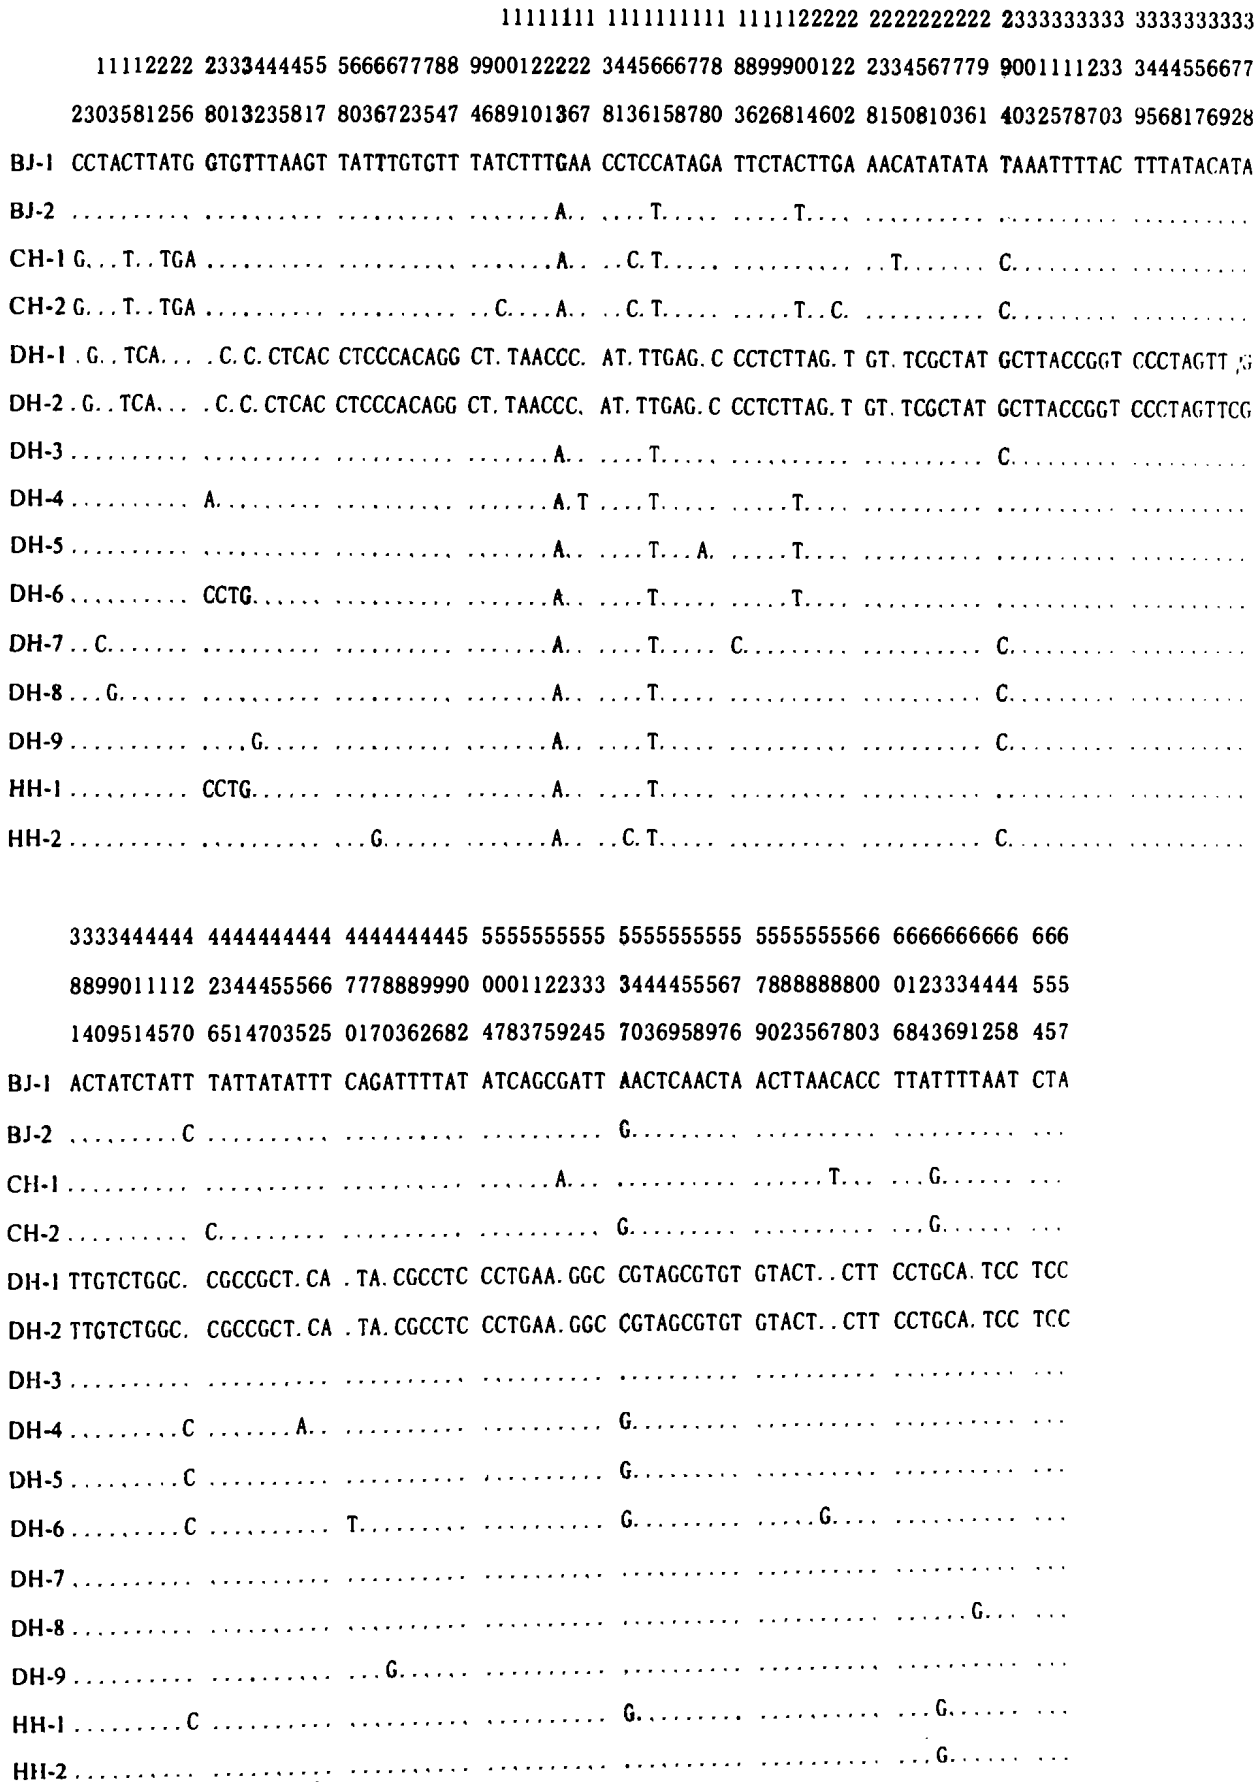 11111111 1111111111 1111122222 2222222222 2333333333 3333333333
11112222 2333444455 5666677788 9900122222 3445666778 8899900122 2334567779 9001111233 3444556677
2303581256 8013235817 8036723547 4689101367 8136158780 3626814602 8150810361 4032578703 9568176928
BJ-1 CCTACTTATG GTGTTTAAGT TATTTGTGTT TATCTTTGAA CCTCCATAGA TTCTACTTGA AACATATATA TAAATTTTAC TTTATACATA
BJ-2 .......... .......... .......... .......A.. ....T..... .....T.... .......... .......... ..........
CH-1 G...T..TGA .......... .......... .......A.. ..C.T..... .......... ..T....... C......... ..........
CH-2 G...T..TGA .......... .......... ..C....A.. ..C.T..... .....T..C. .......... C......... ..........
DH-1 .G..TCA... .C.C.CTCAC CTCCCACAGG CT.TAACCC. AT.TTGAG.C CCTCTTAG.T GT.TCGCTAT GCTTACCGGT CCCTAGTT.G
DH-2 .G..TCA... .C.C.CTCAC CTCCCACAGG CT.TAACCC. AT.TTGAG.C CCTCTTAG.T GT.TCGCTAT GCTTACCGGT CCCTAGTTCG
DH-3 .......... .......... .......... .......A.. ....T..... .......... .......... C......... ..........
DH-4 .......... A......... .......... .......A.T ....T..... .....T.... .......... .......... ..........
DH-5 .......... .......... .......... .......A.. ....T...A. .....T.... .......... .......... ..........
DH-6 .......... CCTG...... .......... .......A.. ....T..... .....T.... .......... .......... ..........
DH-7 ..C....... .......... .......... .......A.. ....T..... C......... .......... C......... ..........
DH-8 ...G...... .......... .......... .......A.. ....T..... .......... .......... C......... ..........
DH-9 .......... ....G..... .......... .......A.. ....T..... .......... .......... C......... ..........
HH-1 .......... CCTG...... .......... .......A.. ....T..... .......... .......... .......... ..........
HH-2 .......... .......... ...G...... .......A.. ..C.T..... .......... .......... C......... ..........
3333444444 4444444444 4444444445 5555555555 5555555555 5555555566 6666666666 666
8899011112 2344455566 7778889990 0001122333 3444455567 7888888800 0123334444 555
1409514570 6514703525 0170362682 4783759245 7036958976 9023567803 6843691258 457
BJ-1 ACTATCTATT TATTATATTT CAGATTTTAT ATCAGCGATT AACTCAACTA ACTTAACACC TTATTTTAAT CTA
BJ-2 .........C .......... .......... .......... G......... .......... .......... ...
CH-1 .......... .......... .......... ......A... .......... .....T.... ...G...... ...
CH-2 .......... C......... .......... .......... G......... .......... ...G...... ...
DH-1 TTGTCTGGC. CGCCGCT.CA .TA.CGCCTC CCTGAA.GGC CGTAGCGTGT GTACT..CTT CCTGCA.TCC TCC
DH-2 TTGTCTGGC. CGCCGCT.CA .TA.CGCCTC CCTGAA.GGC CGTAGCGTGT GTACT..CTT CCTGCA.TCC TCC
DH-3 .......... .......... .......... .......... .......... .......... .......... ...
DH-4 .........C .......A.. .......... .......... G......... .......... .......... ...
DH-5 .........C .......... .......... .......... G......... .......... .......... ...
DH-6 .........C .......... T......... .......... G......... ....G..... .......... ...
DH-7 .......... .......... .......... .......... .......... .......... .......... ...
DH-8 .......... .......... .......... .......... .......... .......... ......G... ...
DH-9 .......... .......... ...G...... .......... .......... .......... .......... ...
HH-1 .........C .......... .......... .......... G......... .......... ...G...... ...
HH-2 .......... .......... .......... .......... .......... .......... ...G...... ...